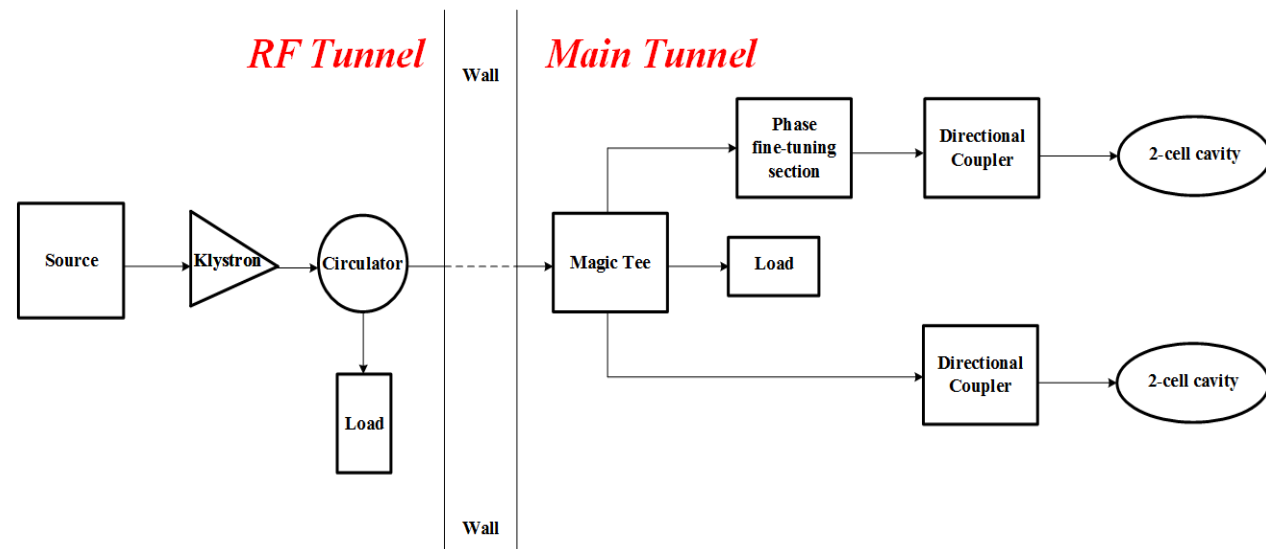 RF Tunnel
Wall
Main Tunnel
Phase
fine-tuning
section
Directional
Coupler
2-cell cavity
Source
Klystron
Circulator
Magic Tee
Load
Directional
Coupler
2-cell cavity
Load
Wall